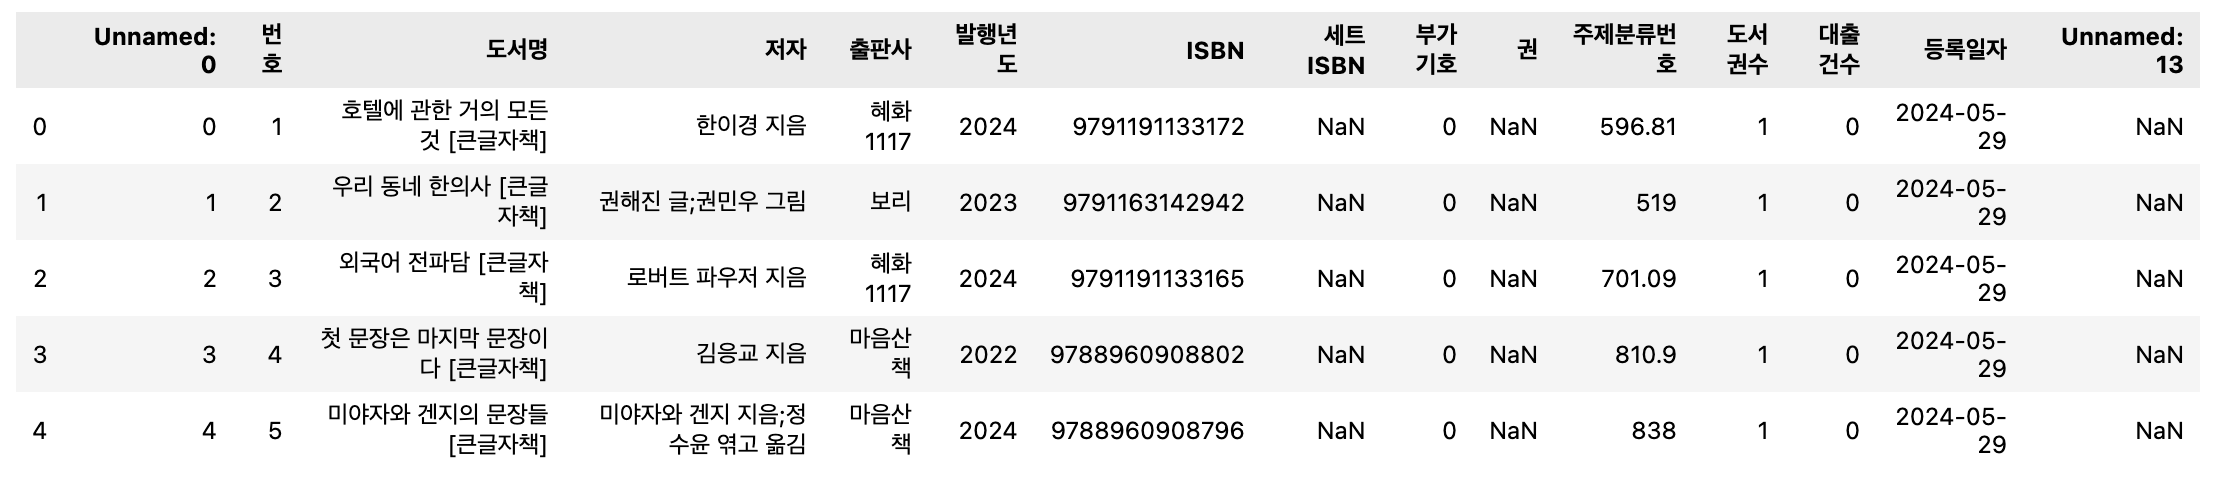 Unnamed: 0 번호 도서명 저자 출판사 발행년도 ISBN 세트 ISBN 부가기호 권 주제분류번호 도서권수 대출건수 등록일자 Unnamed: 13
0 0 1 호텔에 관한 거의 모든 것 [큰글자책] 한이경 지음 혜화1117 2024 9791191133172 NaN 0 NaN 596.81 1 0 2024-05-29 NaN
1 1 2 우리 동네 한의사 [큰글자책] 권해진 글;권민우 그림 보리 2023 9791163142942 NaN 0 NaN 519 1 0 2024-05-29 NaN
2 2 3 외국어 전파담 [큰글자책] 로버트 파우저 지음 혜화1117 2024 9791191133165 NaN 0 NaN 701.09 1 0 2024-05-29 NaN
3 3 4 첫 문장은 마지막 문장이다 [큰글자책] 김응교 지음 마음산책 2022 9788960908802 NaN 0 NaN 810.9 1 0 2024-05-29 NaN
4 4 5 미야자와 겐지의 문장들 [큰글자책] 미야자와 겐지 지음;정수윤 엮고 옮김 마음산책 2024 9788960908796 NaN 0 NaN 838 1 0 2024-05-29 NaN